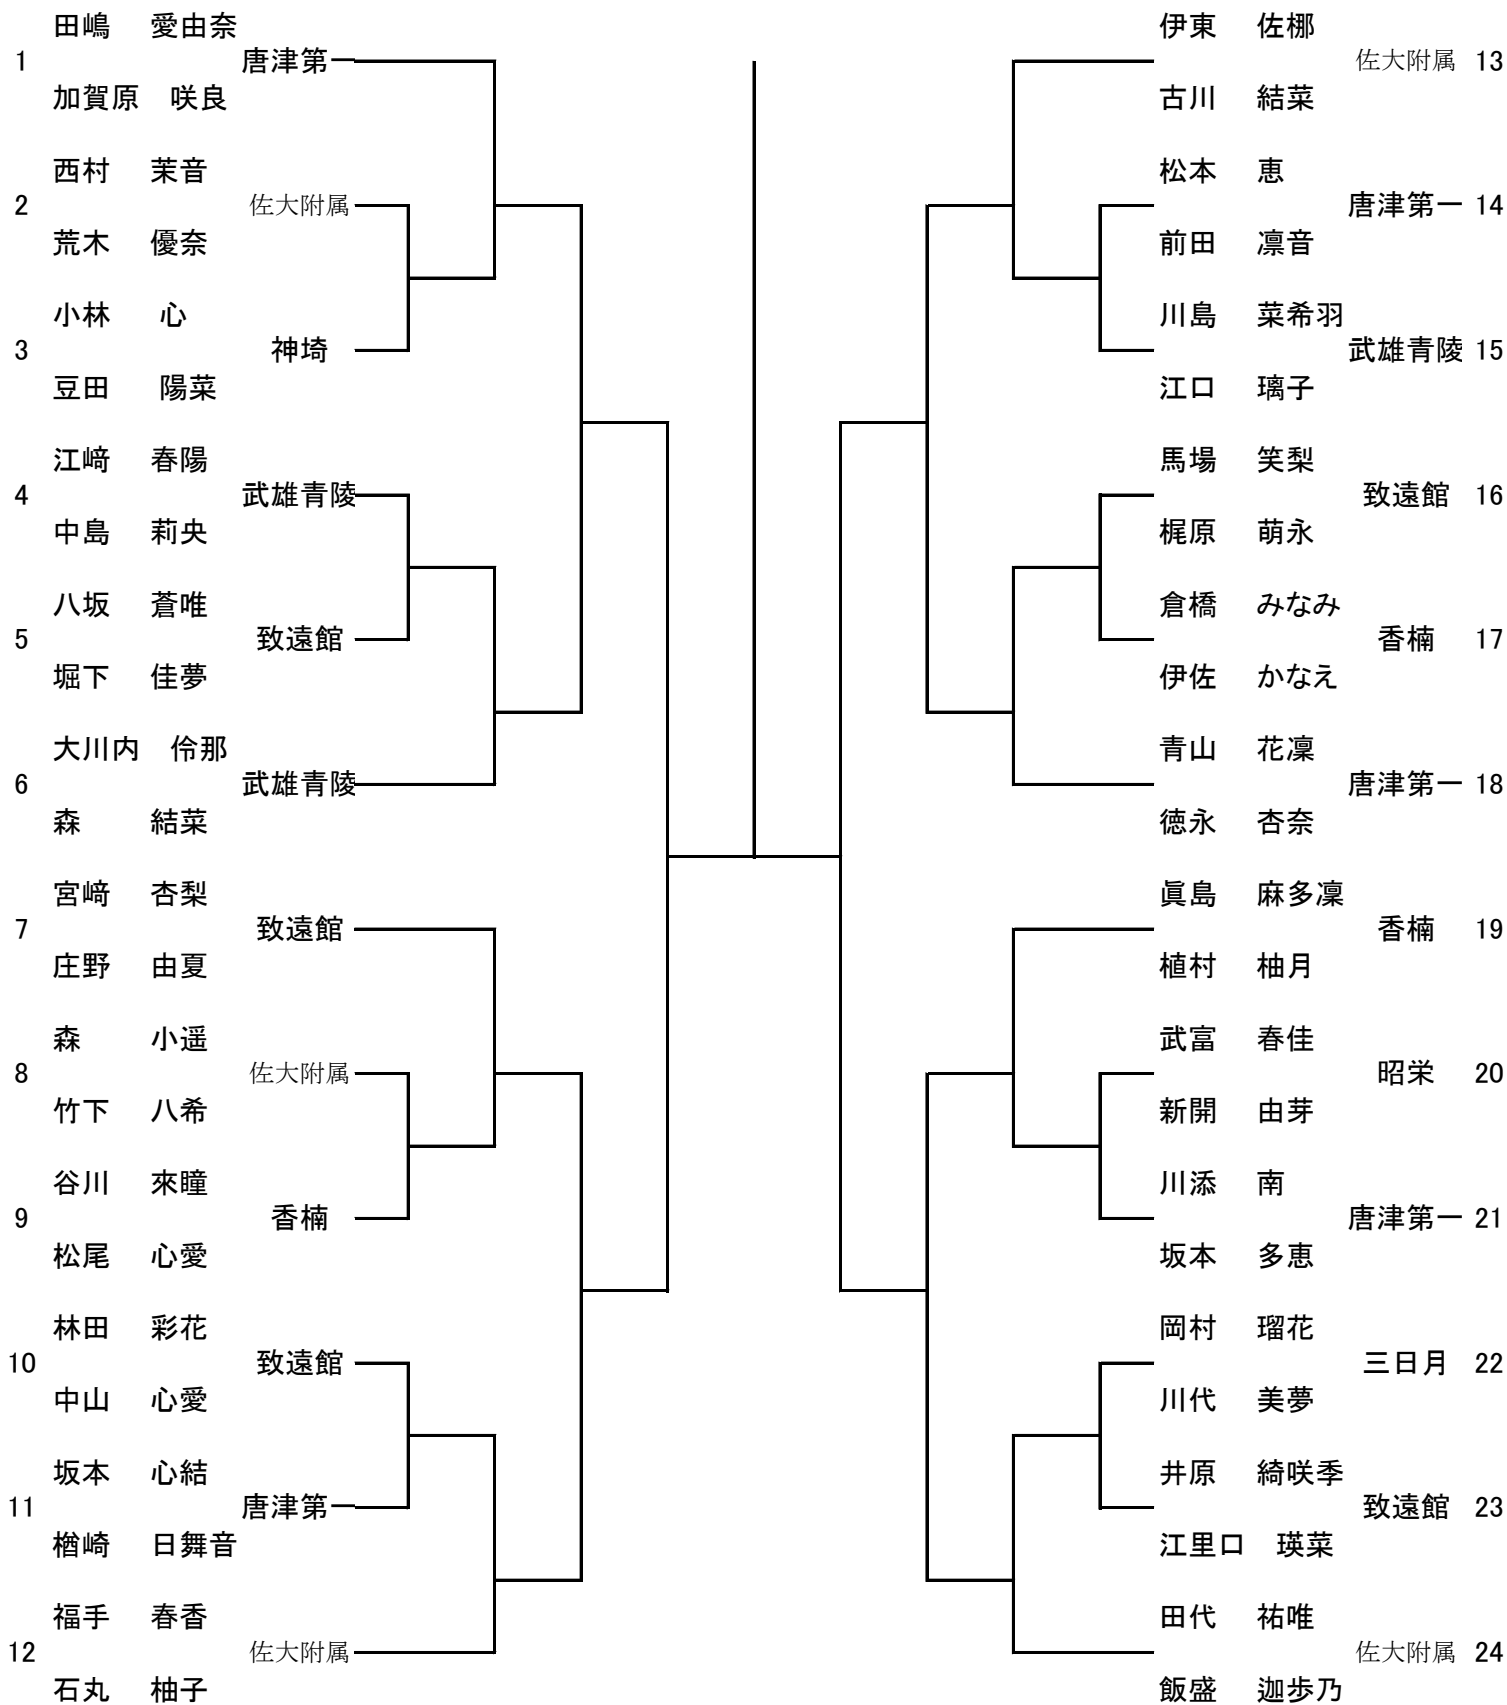 田嶋 愛由奈
1 唐津第一
加賀原 咲良
西村 茉音
2 佐大附属
荒木 優奈
小林 心
3 神埼
豆田 陽菜
江﨑 春陽
4 武雄青陵
中島 莉央
八坂 蒼唯
5 致遠館
堀下 佳夢
大川内 伶那
6 武雄青陵
森 結菜
宮﨑 杏梨
7 致遠館
庄野 由夏
森 小遥
8 佐大附属
竹下 八希
谷川 來瞳
9 香楠
松尾 心愛
林田 彩花
10 致遠館
中山 心愛
坂本 心結
11 唐津第一
楢崎 日舞音
福手 春香
12 佐大附属
石丸 柚子
伊東 佐梛
佐大附属 13
古川 結菜
松本 恵
唐津第一 14
前田 凛音
川島 菜希羽
武雄青陵 15
江口 璃子
馬場 笑梨
致遠館 16
梶原 萌永
倉橋 みなみ
香楠 17
伊佐 かなえ
青山 花凜
唐津第一 18
徳永 杏奈
眞島 麻多凜
香楠 19
植村 柚月
武富 春佳
昭栄 20
新開 由芽
川添 南
唐津第一 21
坂本 多恵
岡村 瑠花
三日月 22
川代 美夢
井原 綺咲季
致遠館 23
江里口 瑛菜
田代 祐唯
佐大附属 24
飯盛 迦歩乃